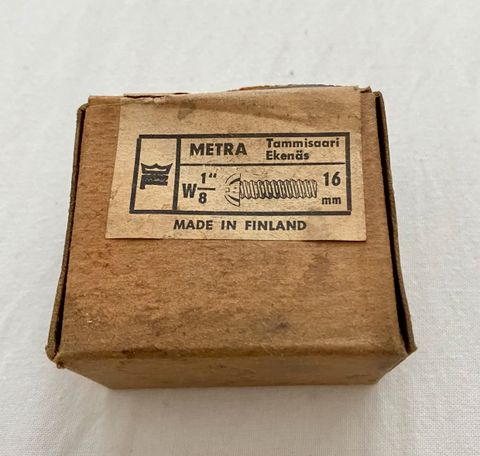 METRA Tammisaari
Ekenäs
W 1"/8 16
mm
MADE IN FINLAND